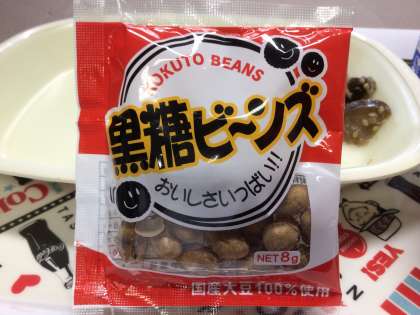 KOKUTO BEANS
黒糖ビ〜ンズ
おいしさいっぱい!!
NET 8g
国産大豆100%使用
YES!